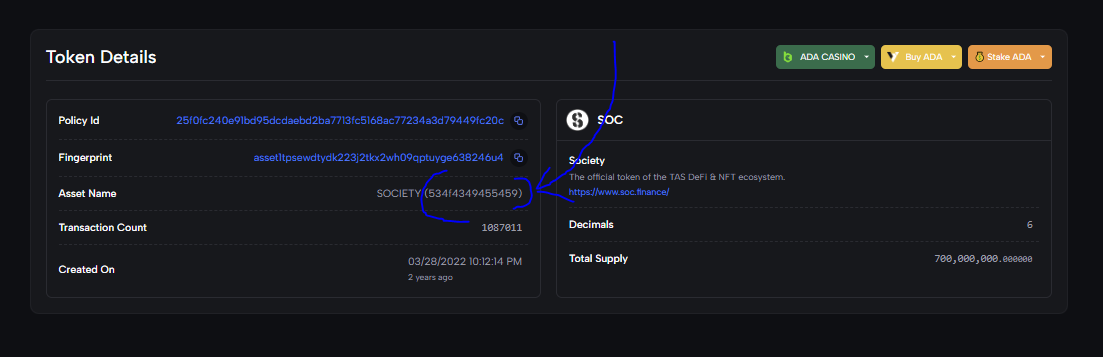 Token Details
ADA CASINO
Buy ADA
Stake ADA
Policy Id 25f0fc240e91bd95dcdaebd2ba7713fc5168ac77234a3d79449fc20c
Fingerprint asset1tpsewdtydk223j2tkx2wh09qptuyge638246u4
Asset Name SOCIETY (534f4349455459)
Transaction Count 1087011
Created On 03/28/2022 10:12:14 PM
2 years ago
SOC
Society
The official token of the TAS DeFi & NFT ecosystem.
https://www.soc.finance/
Decimals 6
Total Supply 700,000,000.000000